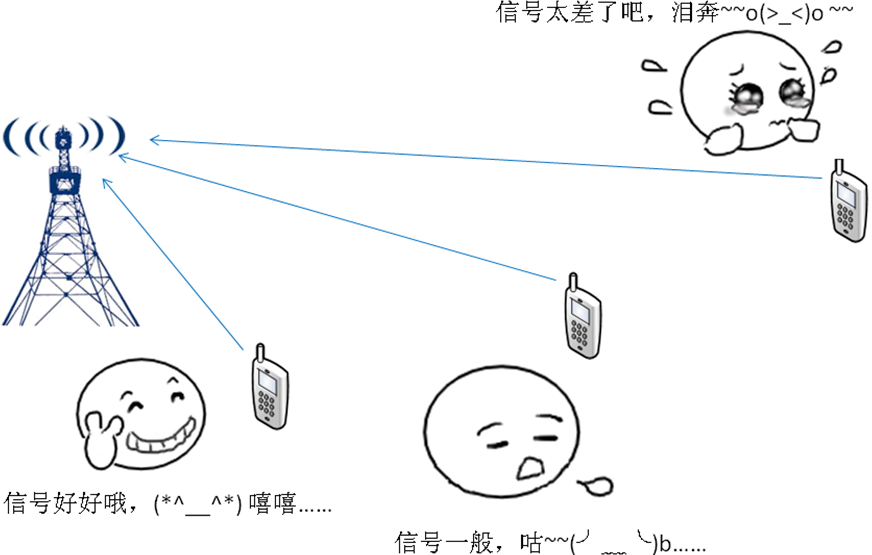 信号太差了吧，泪奔~~o(>_<)o ~~
信号好好哦，(*^__^*) 嘻嘻……
信号一般，咕~~(╯﹏╰)b……